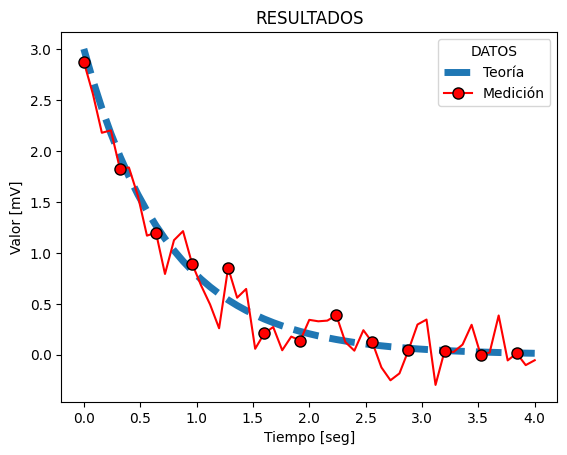 RESULTADOS
DATOS
Teoría
Medición
Valor [mV]
3.0
2.5
2.0
1.5
1.0
0.5
0.0
0.0 0.5 1.0 1.5 2.0 2.5 3.0 3.5 4.0
Tiempo [seg]